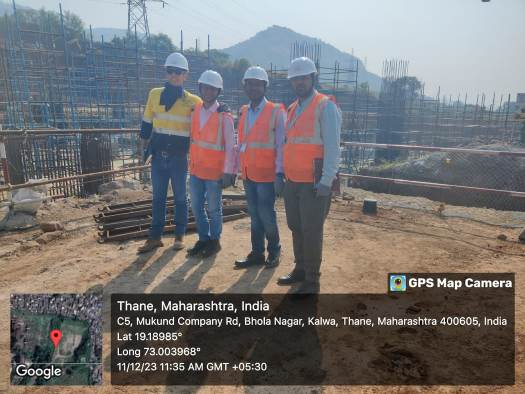 GPS Map Camera
Thane, Maharashtra, India
C5, Mukund Company Rd, Bhola Nagar, Kalwa, Thane, Maharashtra 400605, India
Lat 19.18985°
Long 73.003968°
11/12/23 11:35 AM GMT +05:30
Google